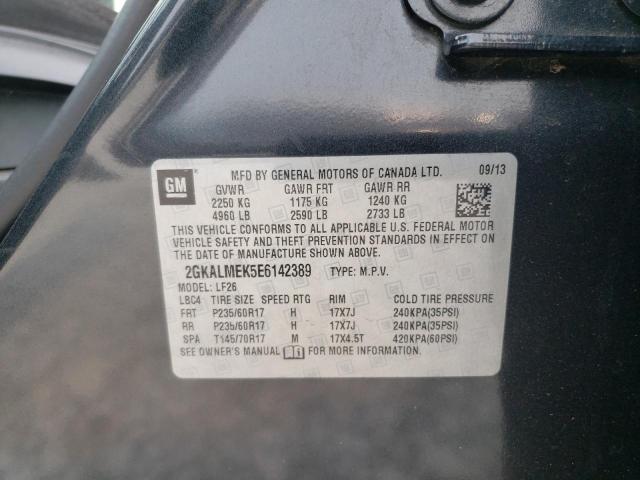 GM
MFD BY GENERAL MOTORS OF CANADA LTD. 09/13
GVWR GAWR FRT GAWR RR
2250 KG 1175 KG 1240 KG
4960 LB 2590 LB 2733 LB
THIS VEHICLE CONFORMS TO ALL APPLICABLE U.S. FEDERAL MOTOR
VEHICLE SAFETY AND THEFT PREVENTION STANDARDS IN EFFECT ON
THE DATE OF MANUFACTURE SHOWN ABOVE.
2GKALMEK5E6142389 TYPE: M.P.V.
MODEL: LF26
LBC4 TIRE SIZE SPEED RTG RIM COLD TIRE PRESSURE
FRT P235/60R17 H 17X7J 240KPA(35PSI)
RR P235/60R17 H 17X7J 240KPA(35PSI)
SPA T145/70R17 M 17X4.5T 420KPA(60PSI)
SEE OWNER'S MANUAL FOR MORE INFORMATION.